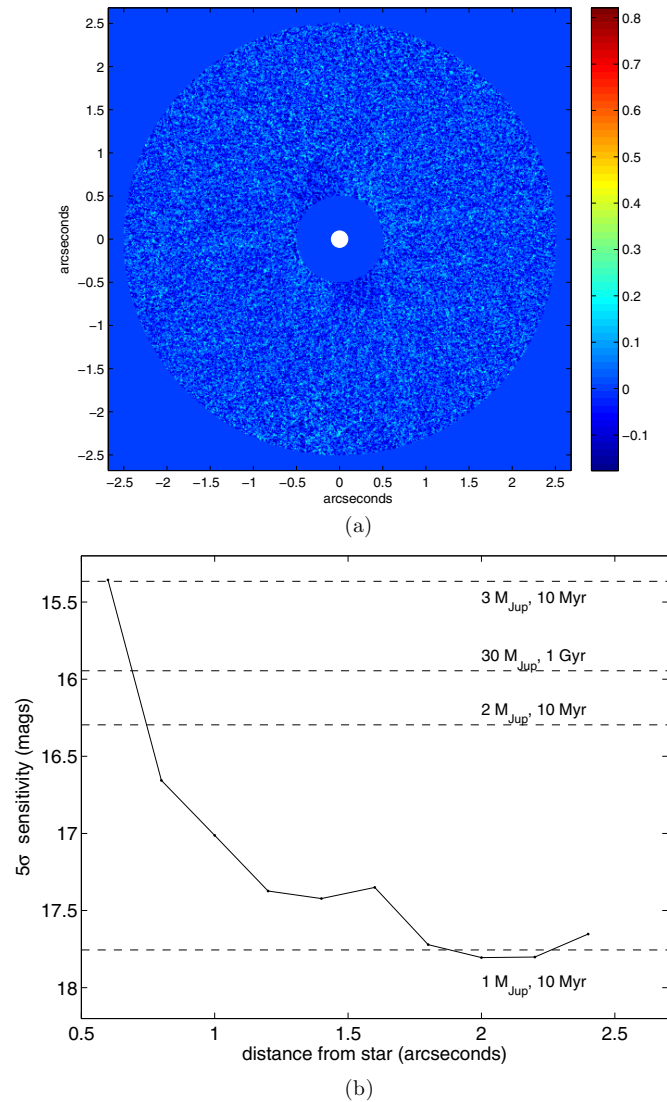 2.5
2
1.5
1
0.5
0
−0.5
−1
−1.5
−2
−2.5
arcseconds
−2.5 −2 −1.5 −1 −0.5 0 0.5 1 1.5 2 2.5
arcseconds
0.8
0.7
0.6
0.5
0.4
0.3
0.2
0.1
0
−0.1
(a)
15.5
16
16.5
17
17.5
18
5σ sensitivity (mags)
3 M_Jup, 10 Myr
30 M_Jup, 1 Gyr
2 M_Jup, 10 Myr
1 M_Jup, 10 Myr
0.5 1 1.5 2 2.5
distance from star (arcseconds)
(b)